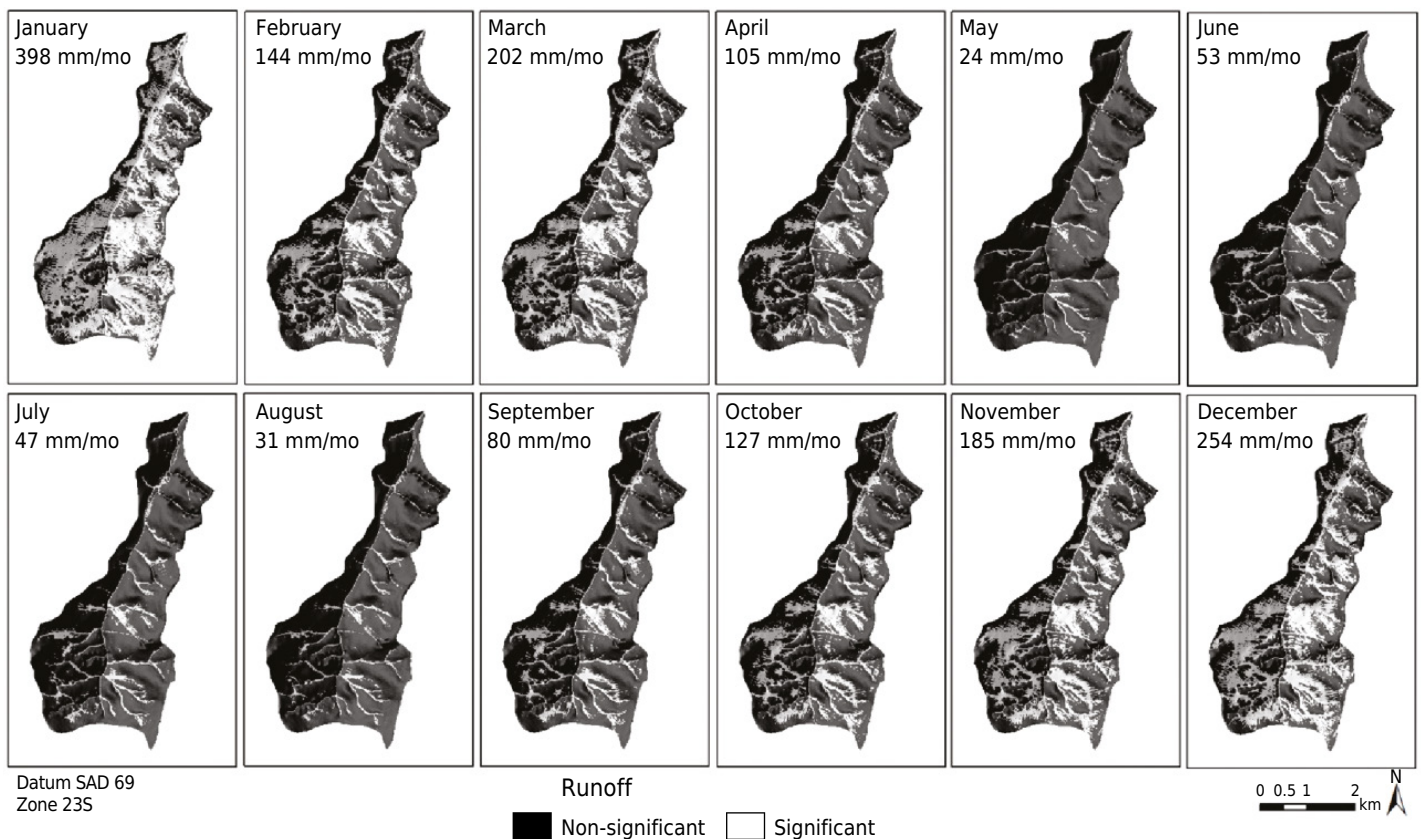 January
398 mm/mo
February
144 mm/mo
March
202 mm/mo
April
105 mm/mo
May
24 mm/mo
June
53 mm/mo
July
47 mm/mo
August
31 mm/mo
September
80 mm/mo
October
127 mm/mo
November
185 mm/mo
December
254 mm/mo
Datum SAD 69
Zone 23S
Runoff
Non-significant
Significant
0 0.5 1 2
km
N